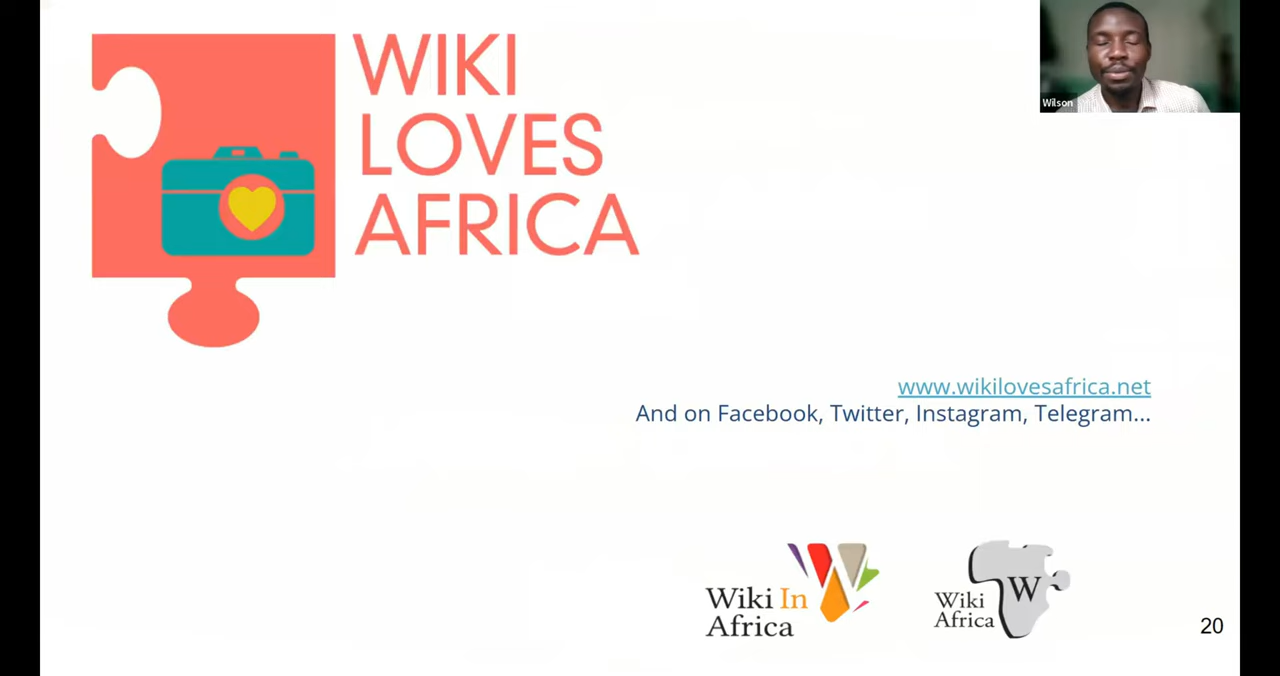 WIKI
LOVES
AFRICA
Wilson
www.wikilovesafrica.net
And on Facebook, Twitter, Instagram, Telegram...
Wiki In
Africa
W
Wiki
Africa
20